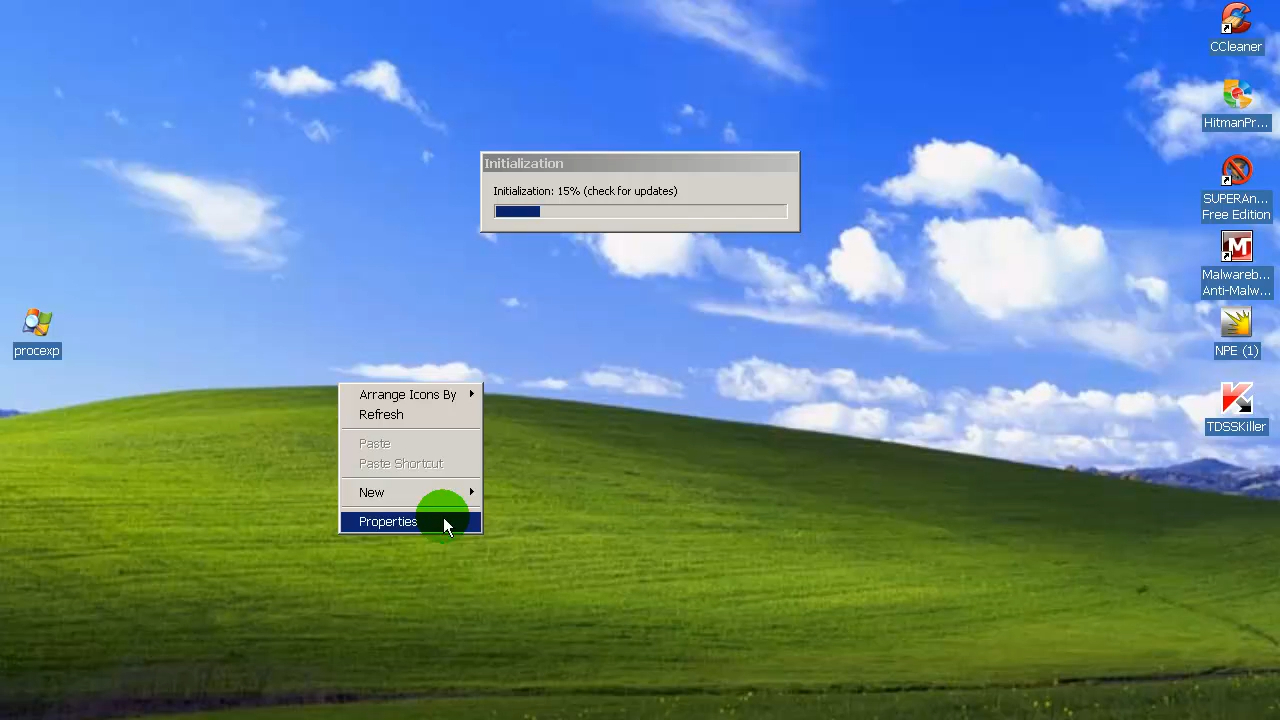 CCleaner
HitmanPr...
Initialization
Initialization: 15% (check for updates)
SUPERAn...
Free Edition
Malwareb...
Anti-Malw...
procexp
NPE (1)
TDSSKiller
Arrange Icons By
Refresh
Paste
Paste Shortcut
New
Properties